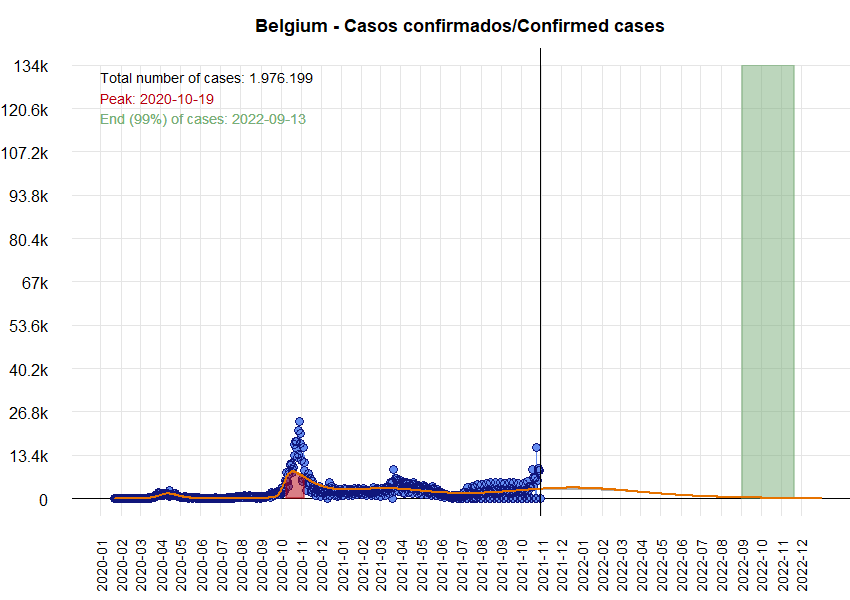 Belgium - Casos confirmados/Confirmed cases
Total number of cases: 1.976.199
Peak: 2020-10-19
End (99%) of cases: 2022-09-13
134k
120.6k
107.2k
93.8k
80.4k
67k
53.6k
40.2k
26.8k
13.4k
0
2020-01
2020-02
2020-03
2020-04
2020-05
2020-06
2020-07
2020-08
2020-09
2020-10
2020-11
2020-12
2021-01
2021-02
2021-03
2021-04
2021-05
2021-06
2021-07
2021-08
2021-09
2021-10
2021-11
2021-12
2022-01
2022-02
2022-03
2022-04
2022-05
2022-06
2022-07
2022-08
2022-09
2022-10
2022-11
2022-12